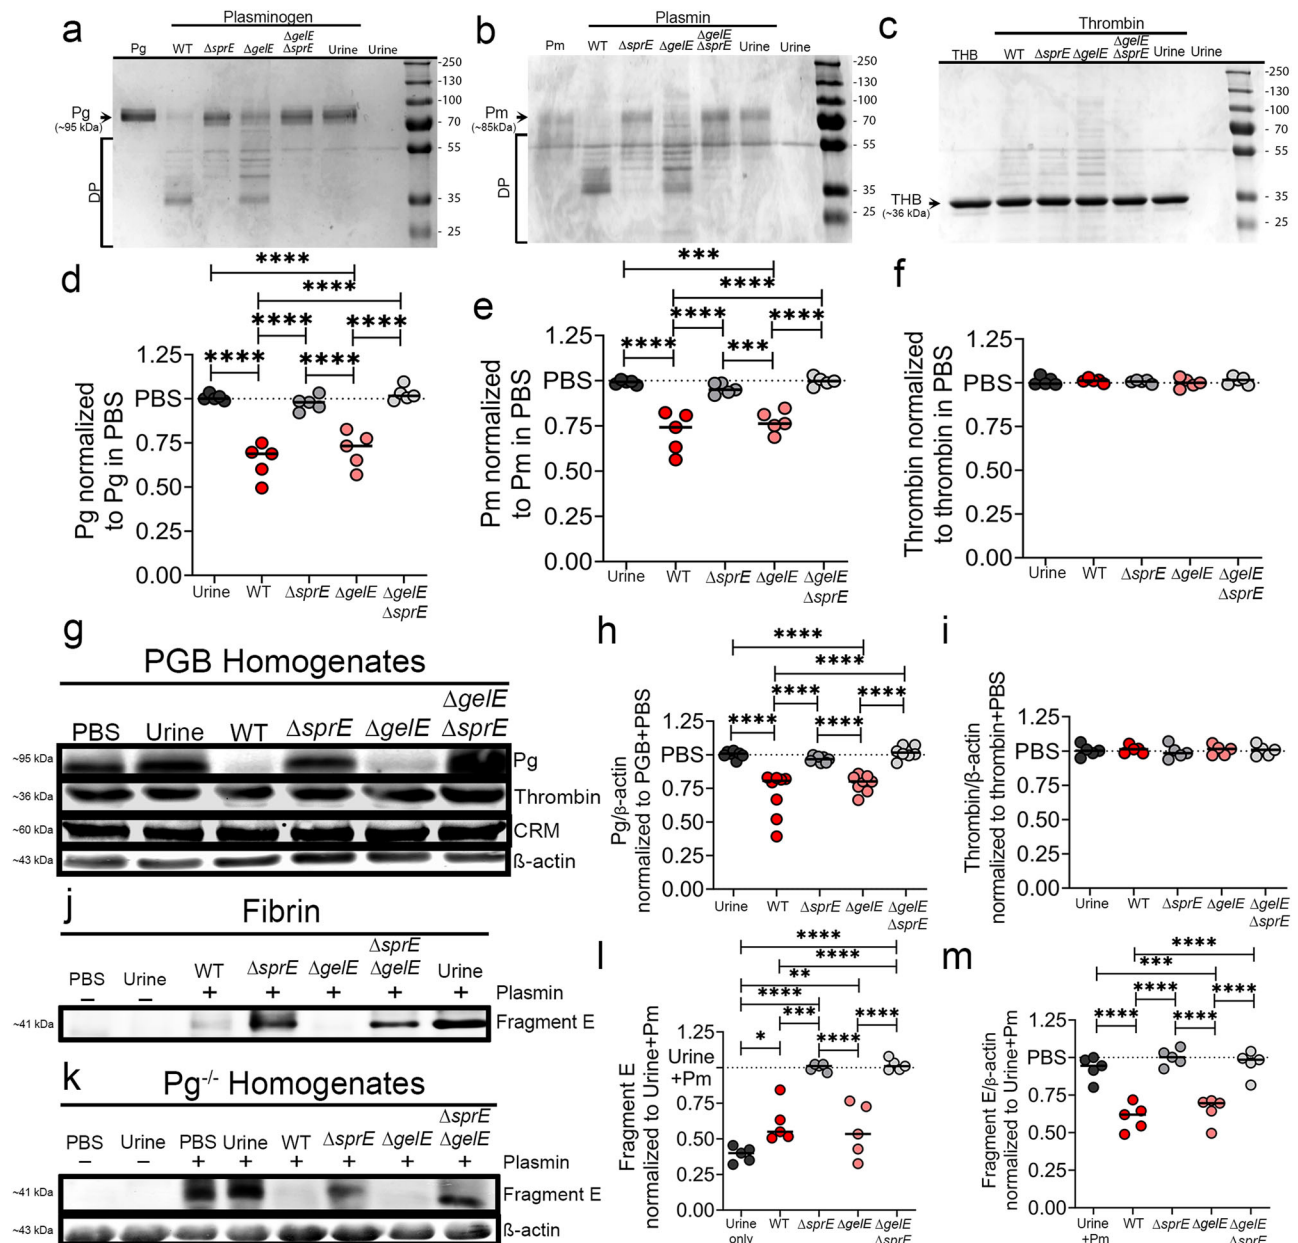 a
Plasminogen
Pg WT ΔsprE ΔgelE ΔgelE ΔsprE Urine Urine
Pg
(~95 kDa)
DP
-250
-130
-100
- 70
- 55
- 35
- 25
b
Plasmin
Pm WT ΔsprE ΔgelE ΔgelE ΔsprE Urine Urine
Pm
(~85kDa)
DP
- 250
- 130
- 100
- 70
- 55
- 35
- 25
c
Thrombin
THB WT ΔsprE ΔgelE ΔgelE ΔsprE Urine Urine
THB
(~36 kDa)
- 250
- 130
- 100
- 70
- 55
- 35
- 25
d
****
****
**** ****
**** ****
Pg normalized
to Pg in PBS
1.25
PBS
0.75
0.50
0.25
0.00
Urine WT ΔsprE ΔgelE ΔgelE
ΔsprE
e
***
****
**** ****
**** ***
Pm normalized
to Pm in PBS
1.25
PBS
0.75
0.50
0.25
0.00
Urine WT ΔsprE ΔgelE ΔgelE
ΔsprE
f
Thrombin normalized
to thrombin in PBS
1.25
PBS
0.75
0.50
0.25
0.00
Urine WT ΔsprE ΔgelE ΔgelE
ΔsprE
g
PGB Homogenates
PBS Urine WT ΔsprE ΔgelE ΔgelE ΔsprE
~95 kDa Pg
~36 kDa Thrombin
~60 kDa CRM
~43 kDa ß-actin
h
****
****
**** ****
**** ****
Pg/β-actin
normalized to PGB+PBS
1.25
PBS
0.75
0.50
0.25
0.00
Urine WT ΔsprE ΔgelE ΔgelE
ΔsprE
i
Thrombin/β-actin
normalized to thrombin+PBS
1.25
PBS
0.75
0.50
0.25
0.00
Urine WT ΔsprE ΔgelE ΔgelE
ΔsprE
j
Fibrin
PBS Urine WT ΔsprE ΔgelE ΔsprE ΔgelE Urine
− − + + + + + Plasmin
~41 kDa Fragment E
k
Pg-/- Homogenates
PBS Urine PBS Urine WT ΔsprE ΔgelE ΔsprE ΔgelE
− − + + + + + + Plasmin
~41 kDa Fragment E
~43 kDa ß-actin
l
****
****
**
****
*** ****
* ****
Fragment E
normalized to Urine+Pm
1.25
Urine
+Pm
0.75
0.50
0.25
0.00
Urine
only WT ΔsprE ΔgelE ΔgelE
ΔsprE
m
****
***
**** ****
**** ****
Fragment E/β-actin
normalized to Urine+Pm
1.25
PBS
0.75
0.50
0.25
0.00
Urine
+Pm WT ΔsprE ΔgelE ΔgelE
ΔsprE